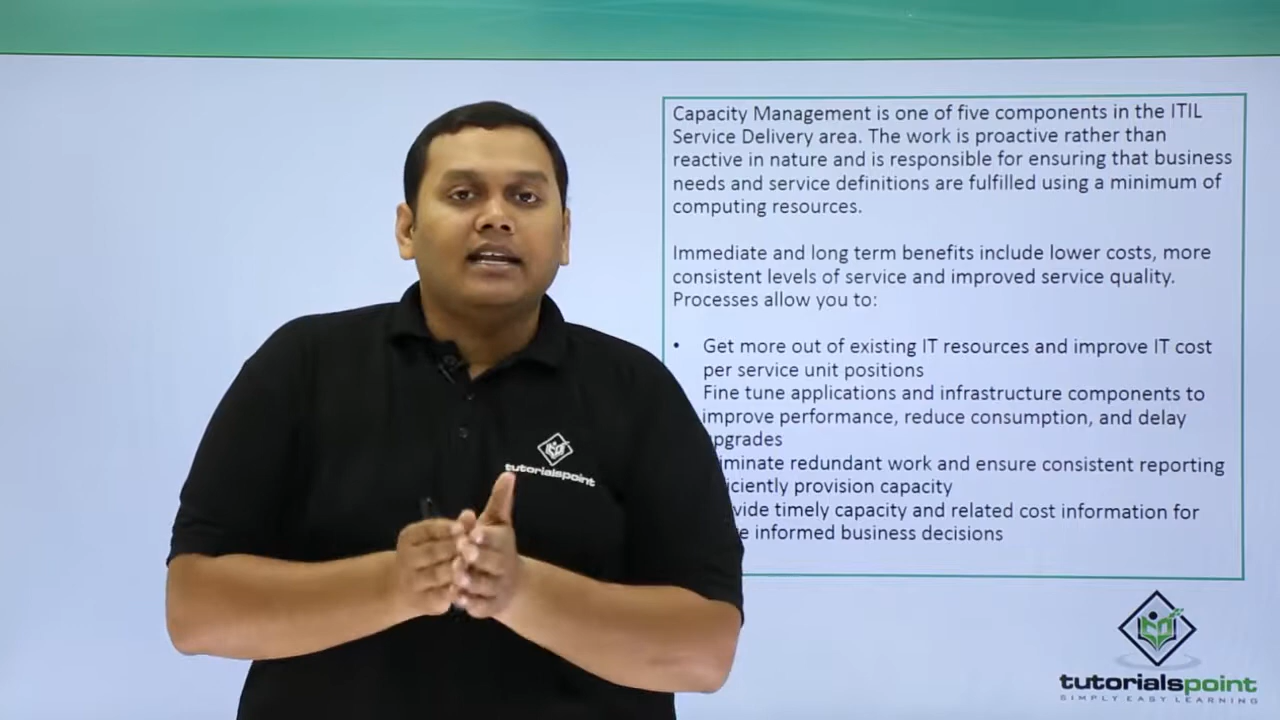 Capacity Management is one of five components in the ITIL
Service Delivery area. The work is proactive rather than
reactive in nature and is responsible for ensuring that business
needs and service definitions are fulfilled using a minimum of
computing resources.
Immediate and long term benefits include lower costs, more
consistent levels of service and improved service quality.
Processes allow you to:
• Get more out of existing IT resources and improve IT cost
per service unit positions
Fine tune applications and infrastructure components to
improve performance, reduce consumption, and delay
pgrades
iminate redundant work and ensure consistent reporting
iciently provision capacity
vide timely capacity and related cost information for
e informed business decisions
tutorialspoint
tutorialspoint
SIMPLY EASY LEARNING